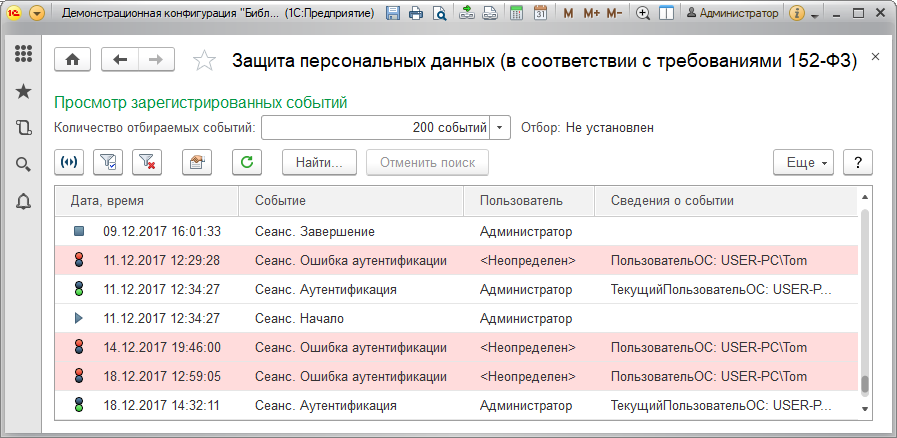 Демонстрационная конфигурация "Библ... (1С:Предприятие) 31 M M+ M- Администратор
Защита персональных данных (в соответствии с требованиями 152-ФЗ)
Просмотр зарегистрированных событий
Количество отбираемых событий: 200 событий Отбор: Не установлен
Найти... Отменить поиск Еще ?
Дата, время Событие Пользователь Сведения о событии
09.12.2017 16:01:33 Сеанс. Завершение Администратор
11.12.2017 12:29:28 Сеанс. Ошибка аутентификации <Неопределен> ПользовательОС: USER-PC\Tom
11.12.2017 12:34:27 Сеанс. Аутентификация Администратор ТекущийПользовательОС: USER-P...
11.12.2017 12:34:27 Сеанс. Начало Администратор
14.12.2017 19:46:00 Сеанс. Ошибка аутентификации <Неопределен> ПользовательОС: USER-PC\Tom
18.12.2017 12:59:05 Сеанс. Ошибка аутентификации <Неопределен> ПользовательОС: USER-PC\Tom
18.12.2017 14:32:11 Сеанс. Аутентификация Администратор ТекущийПользовательОС: USER-P...